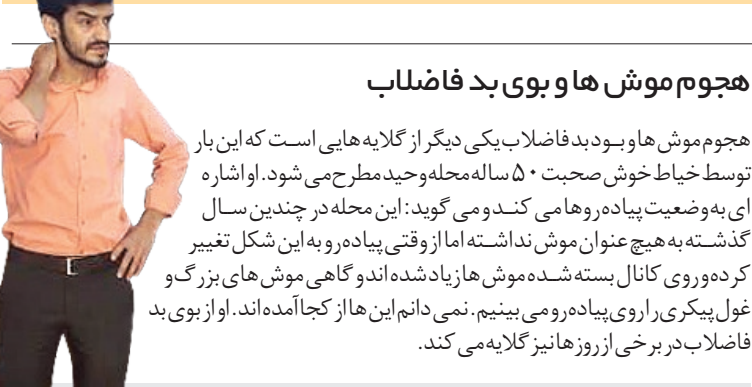 هجوم موش ها و بوی بد فاضلاب
هجوم موش ها و بـود بد فاضلاب یکی دیگر از گلایه هایی اسـت که این بار
توسط خیاط خوش صحبت ۵۰ ساله محله وحید مطرح می شود. او اشاره
ای به وضعیت پیاده روها می کنـد و می گوید: این محله در چندین سـال
گذشـته به هیچ عنوان موش نداشـته اما از وقتی پیاده رو به این شکل تغییر
کرده و روی کانال بسته شـده موش ها زیاد شده اند و گاهی موش های بزرگ و
غول پیکری را روی پیاده رو می بینیم. نمی دانم این ها از کجا آمده اند. او از بوی بد
فاضلاب در برخی از روزها نیز گلایه می کند.